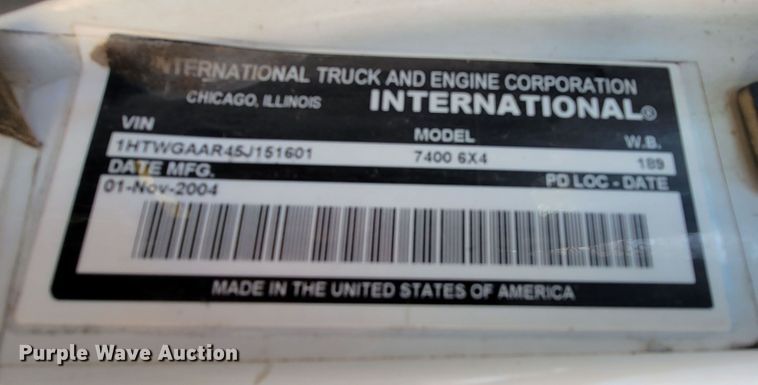 INTERNATIONAL TRUCK AND ENGINE CORPORATION
CHICAGO, ILLINOIS INTERNATIONAL®
VIN MODEL W.B.
1HTWGAAR45J151601 7400 6X4 189
DATE MFG. PD LOC - DATE
01-Nov-2004
MADE IN THE UNITED STATES OF AMERICA
Purple Wave Auction